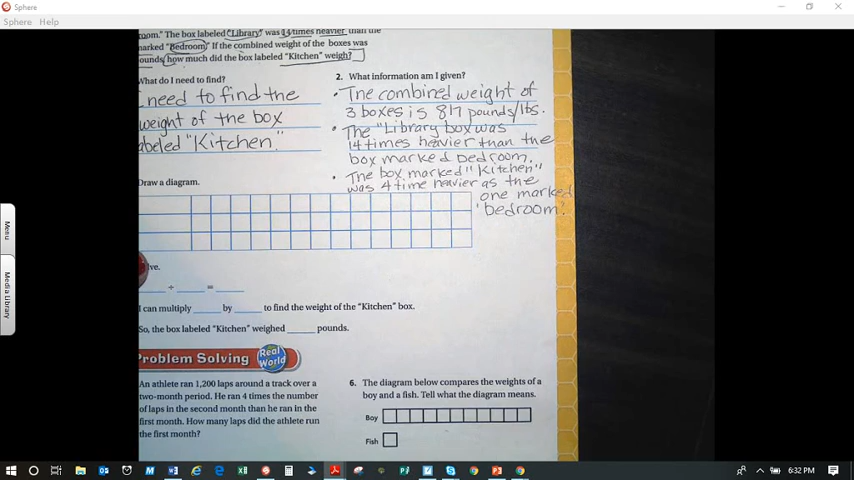 Sphere
Sphere Help
room." The box labeled "Library" was 14 times heavier than the
marked "Bedroom." If the combined weight of the boxes was
ounds, how much did the box labeled "Kitchen" weigh?
What do I need to find?
I need to find the
weight of the box
labeled "Kitchen."
2. What information am I given?
• The combined weight of
3 boxes is 817 pounds/lbs.
• The "Library box was
14 times heavier than the
box marked bedroom.
• The box marked "Kitchen"
was 4 time heavier as the
one marked
'bedroom'.
Draw a diagram.
lve.
÷ =
I can multiply by to find the weight of the "Kitchen" box.
So, the box labeled "Kitchen" weighed pounds.
Problem Solving Real World
An athlete ran 1,200 laps around a track over a
two-month period. He ran 4 times the number
of laps in the second month than he ran in the
first month. How many laps did the athlete run
the first month?
6. The diagram below compares the weights of a
boy and a fish. Tell what the diagram means.
Boy
Fish
Menu
Media Library
6:32 PM